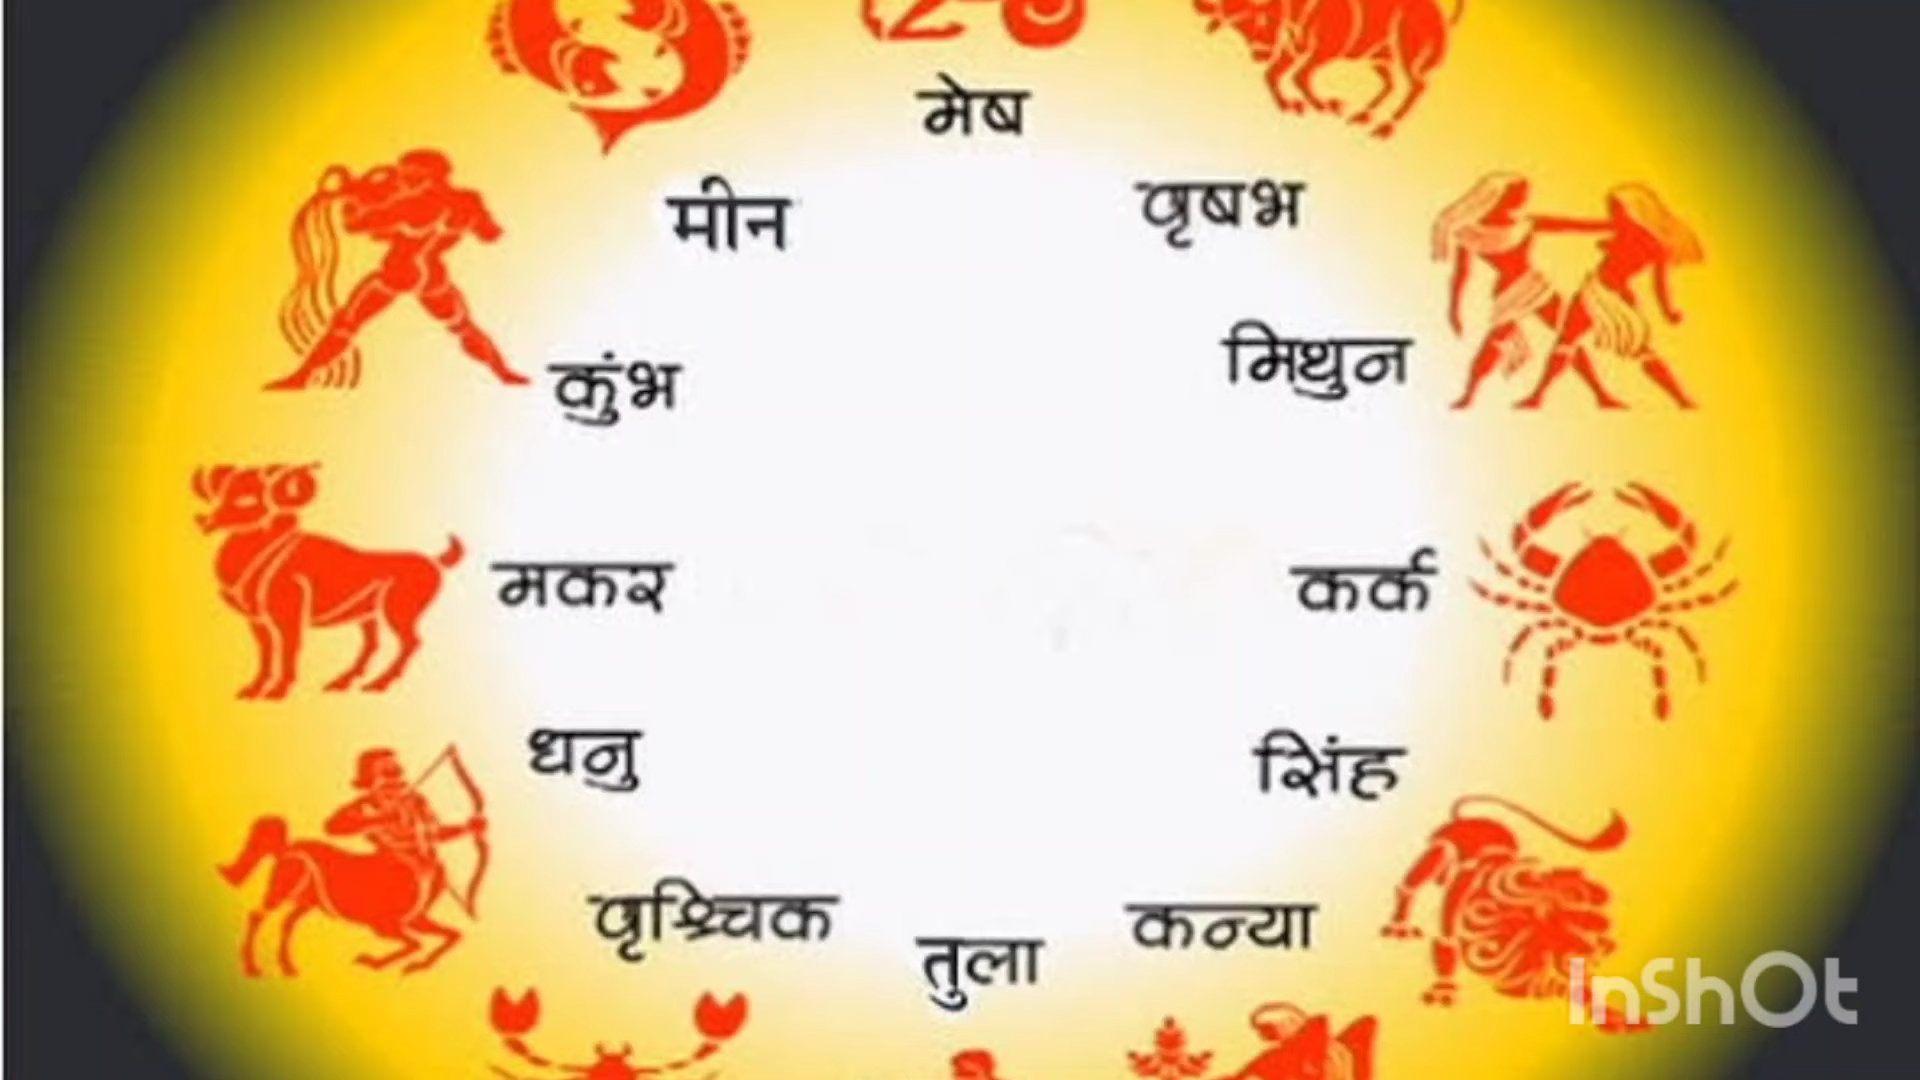 मेष
मीन
वृषभ
मिथुन
कुंभ
मकर
कर्क
धनु
सिंह
वृश्चिक
तुला
कन्या
InShOt